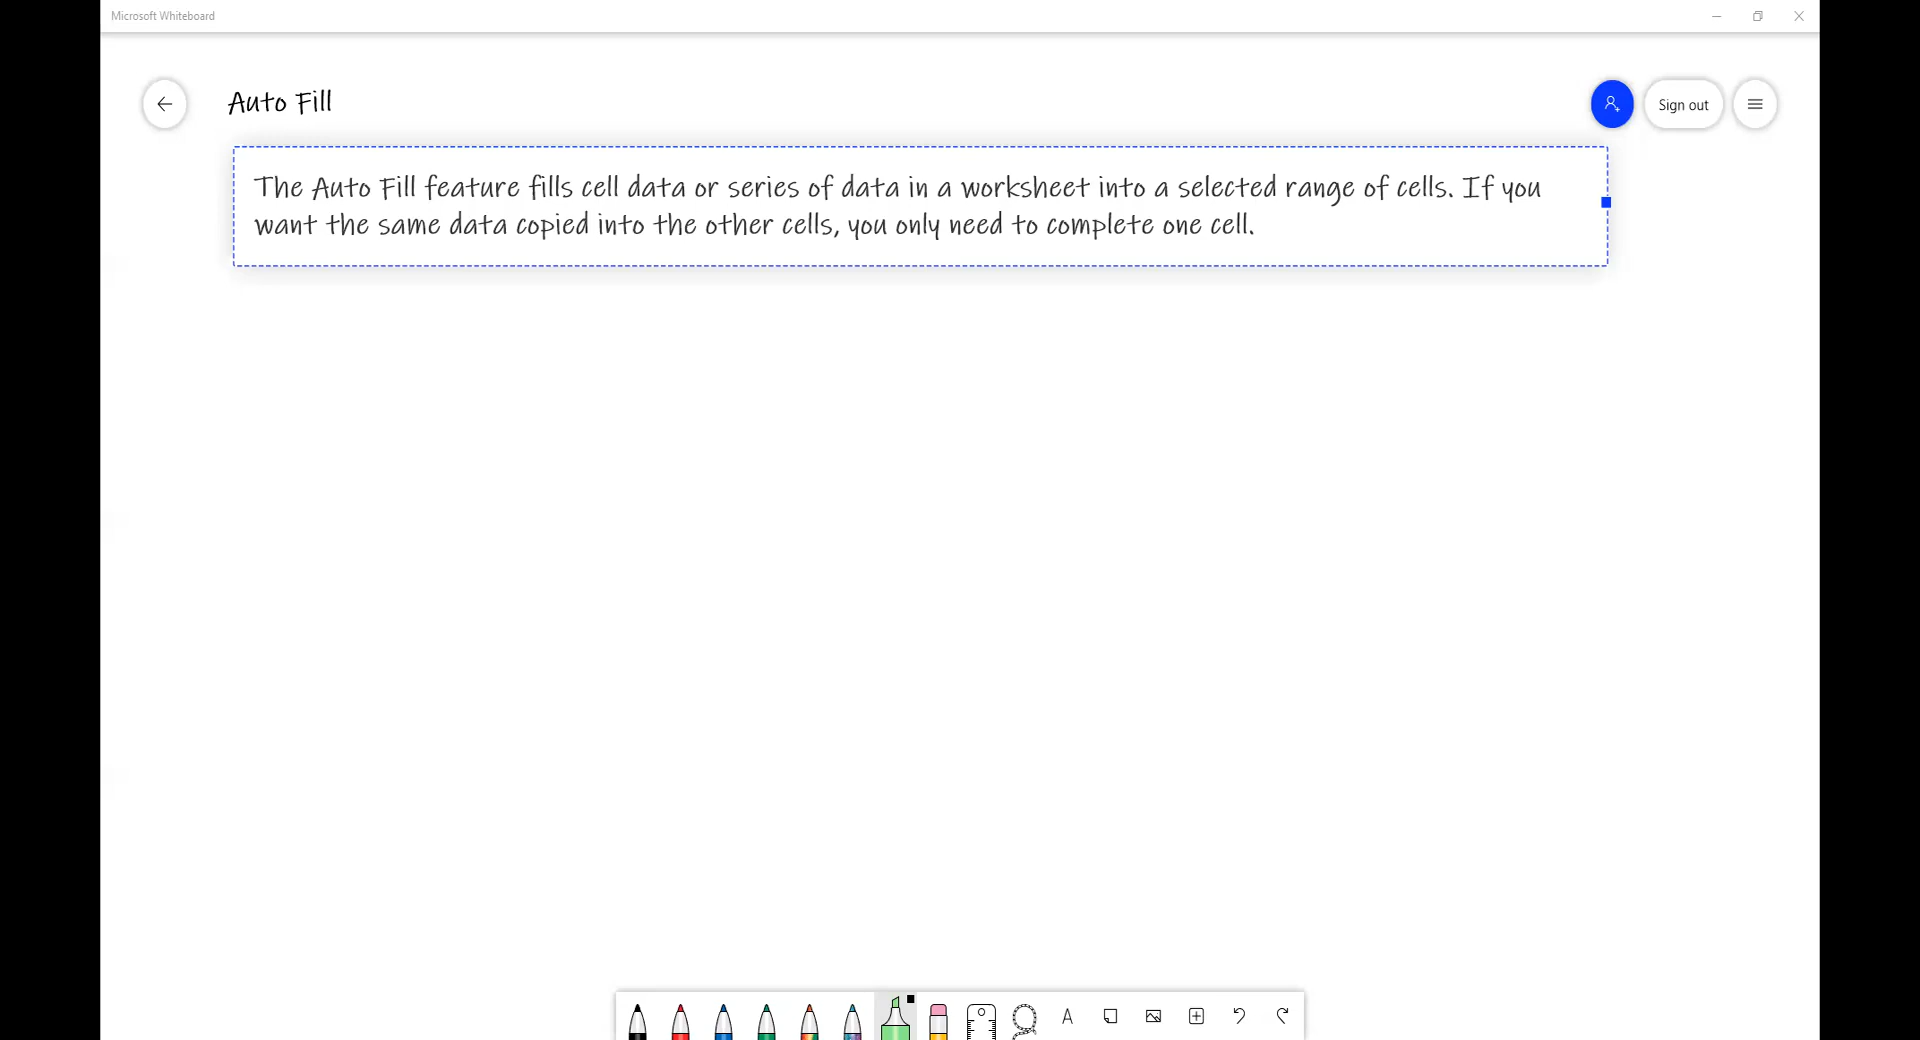 Microsoft Whiteboard
Auto Fill
Sign out
The Auto Fill feature fills cell data or series of data in a worksheet into a selected range of cells. If you
want the same data copied into the other cells, you only need to complete one cell.
A